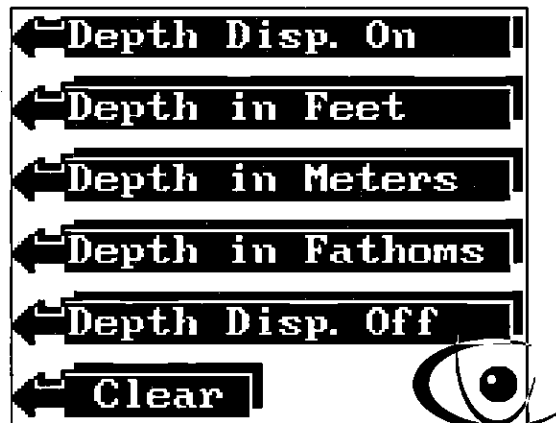 Depth Disp. On
Depth in Feet
Depth in Meters
Depth in Fathoms
Depth Disp. Off
Clear